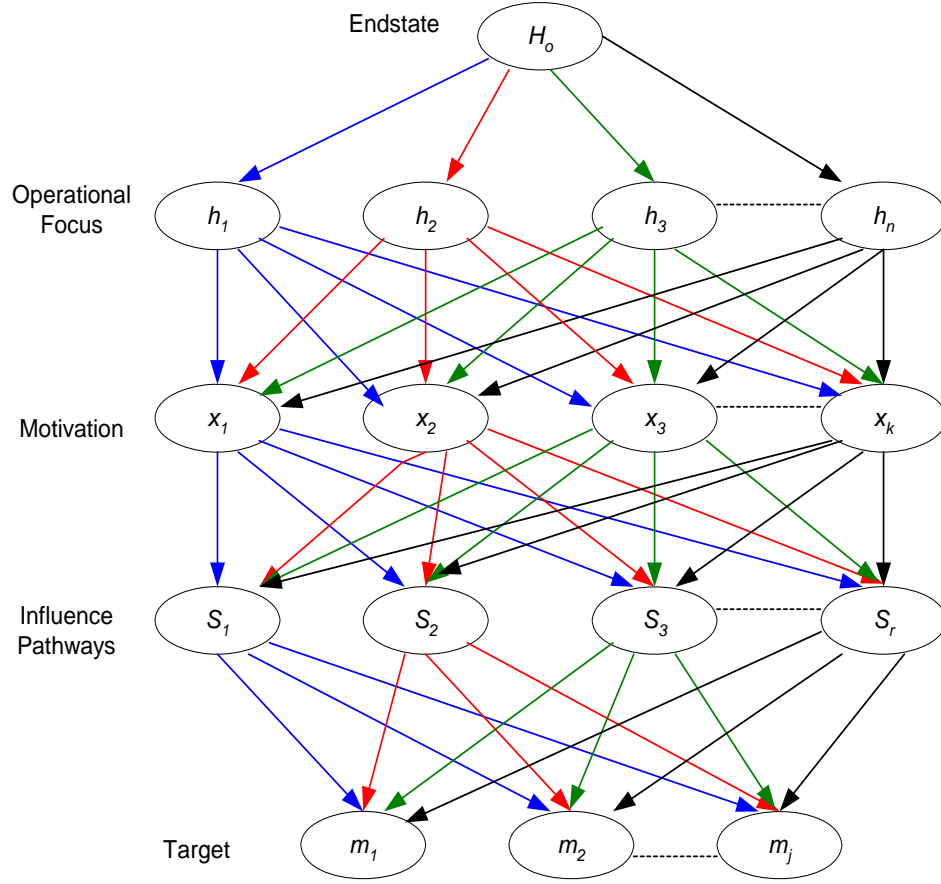 Endstate
H_o
Operational
Focus
h_1
h_2
h_3
h_n
Motivation
x_1
x_2
x_3
x_k
Influence
Pathways
S_1
S_2
S_3
S_r
Target
m_1
m_2
m_j